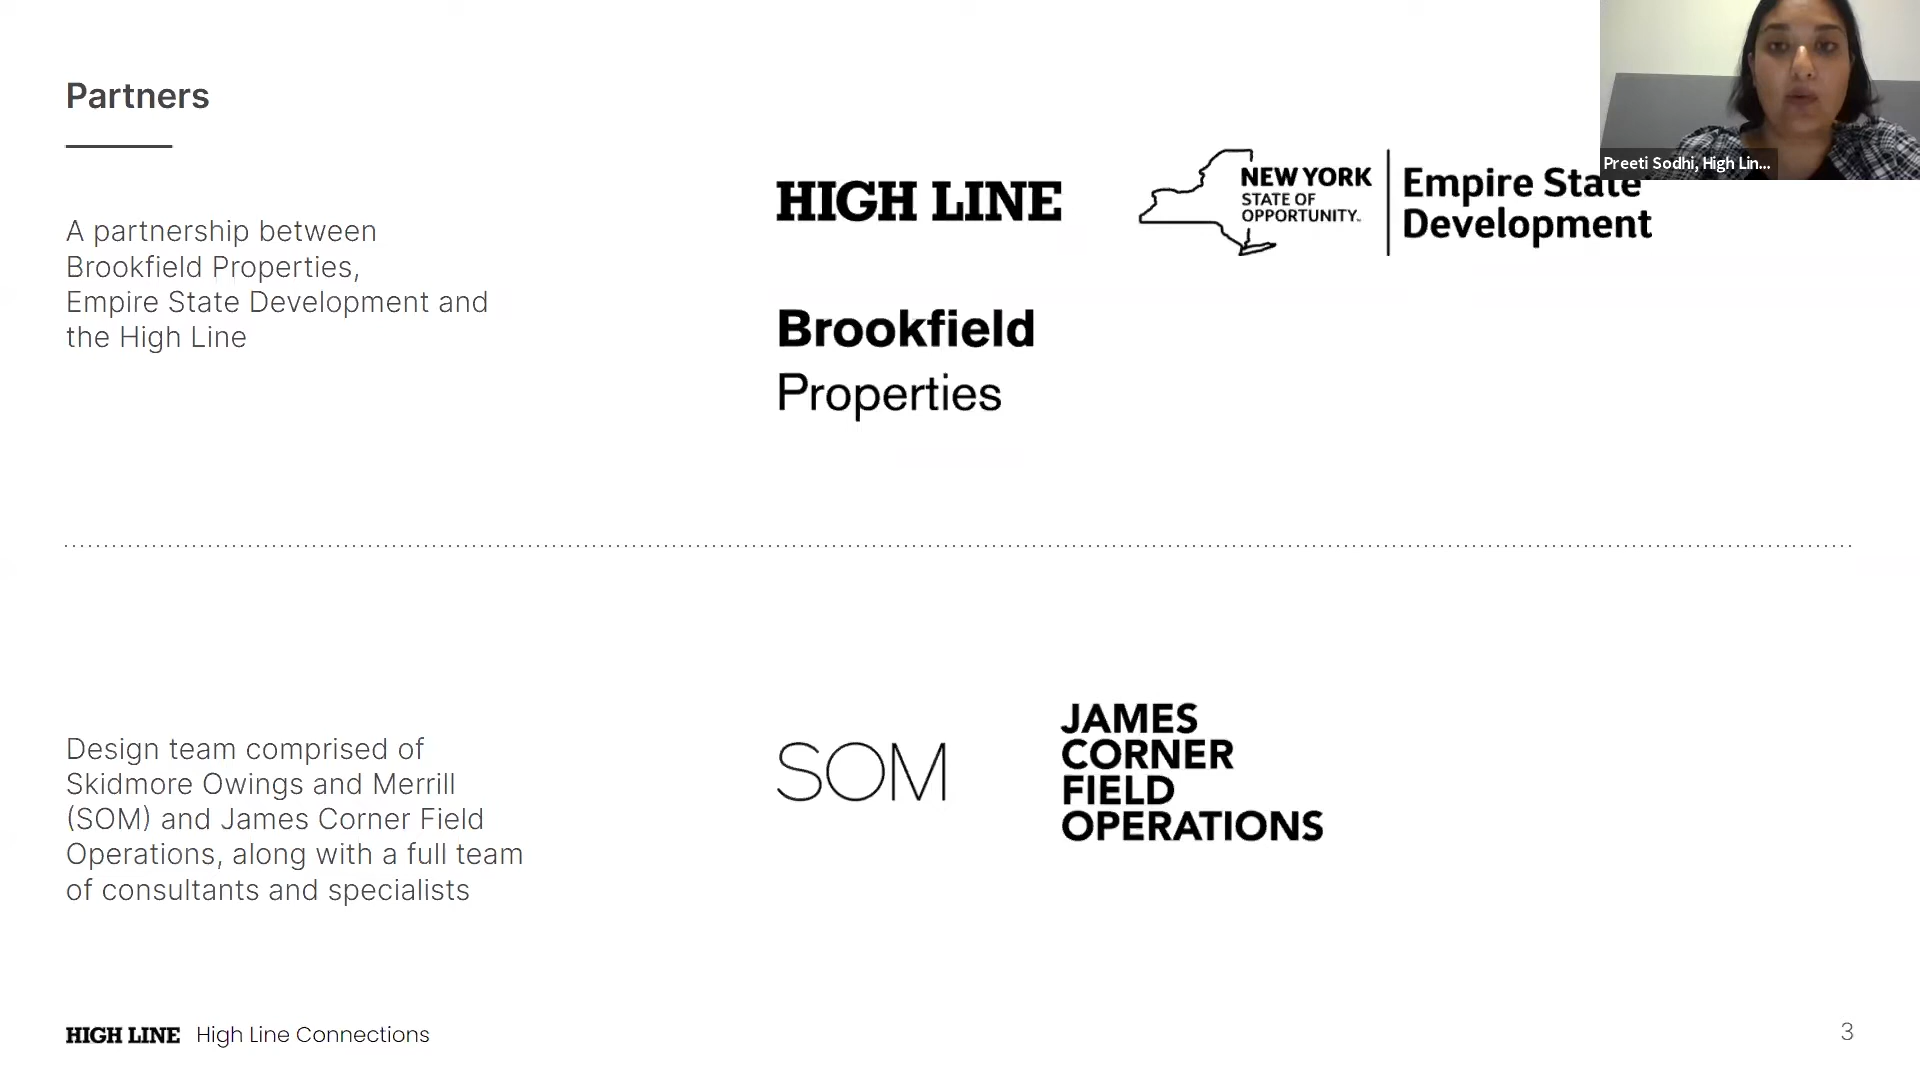 Partners
A partnership between
Brookfield Properties,
Empire State Development and
the High Line
HIGH LINE
NEW YORK
STATE OF
OPPORTUNITY™
Empire State
Development
Brookfield
Properties
Preeti Sodhi, High Lin...
Design team comprised of
Skidmore Owings and Merrill
(SOM) and James Corner Field
Operations, along with a full team
of consultants and specialists
SOM
JAMES
CORNER
FIELD
OPERATIONS
HIGH LINE High Line Connections
3